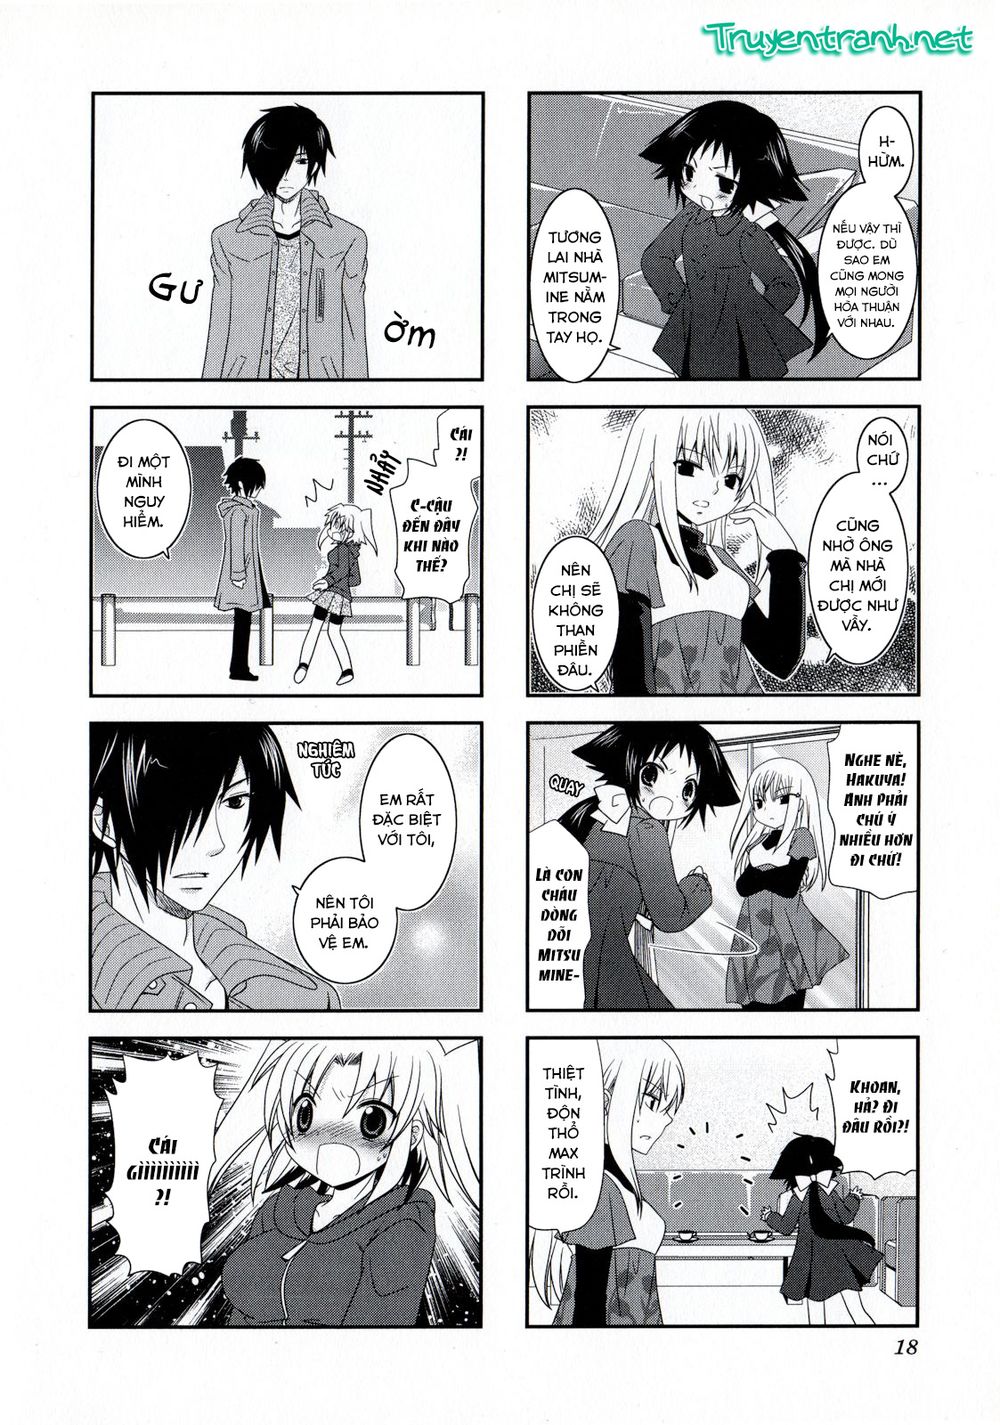 Truyentranh.net
H-
HỪM.
NẾU VẬY THÌ
ĐƯỢC. DÙ
SAO EM
CŨNG MONG
MỌI NGƯỜI
HÒA THUẬN
VỚI NHAU.
TƯƠNG
LAI NHÀ
MITSUM-
INE NẰM
TRONG
TAY HỌ.
NÓI
CHỨ
...
CŨNG
NHỜ ÔNG
MÀ NHÀ
CHỊ MỚI
ĐƯỢC NHƯ
VẦY.
NÊN
CHỊ SẼ
KHÔNG
THAN
PHIỀN
ĐÂU.
NGHE NÈ,
HAKUYA!
ANH PHẢI
CHÚ Ý
NHIỀU HƠN
ĐI CHỨ!
QUAY
LÀ CON
CHÁU
DÒNG
DÕI
MITSU
MINE-
KHOAN,
HẢ? ĐI
ĐÂU RỒI?!
THIỆT
TÌNH,
ĐỘN THỔ
MAX
TRÌNH
RỒI.
GƯ
ỜM
CÁI
?!
NHẢY
C-CẬU
ĐẾN ĐÂY
KHI NÀO
THẾ?
ĐI MỘT
MÌNH
NGUY
HIỂM.
NGHIÊM
TÚC
EM RẤT
ĐẶC BIỆT
VỚI TÔI,
NÊN TÔI
PHẢI BẢO
VỆ EM.
CÁI
GÌÌÌÌÌÌÌÌÌ
?!
18